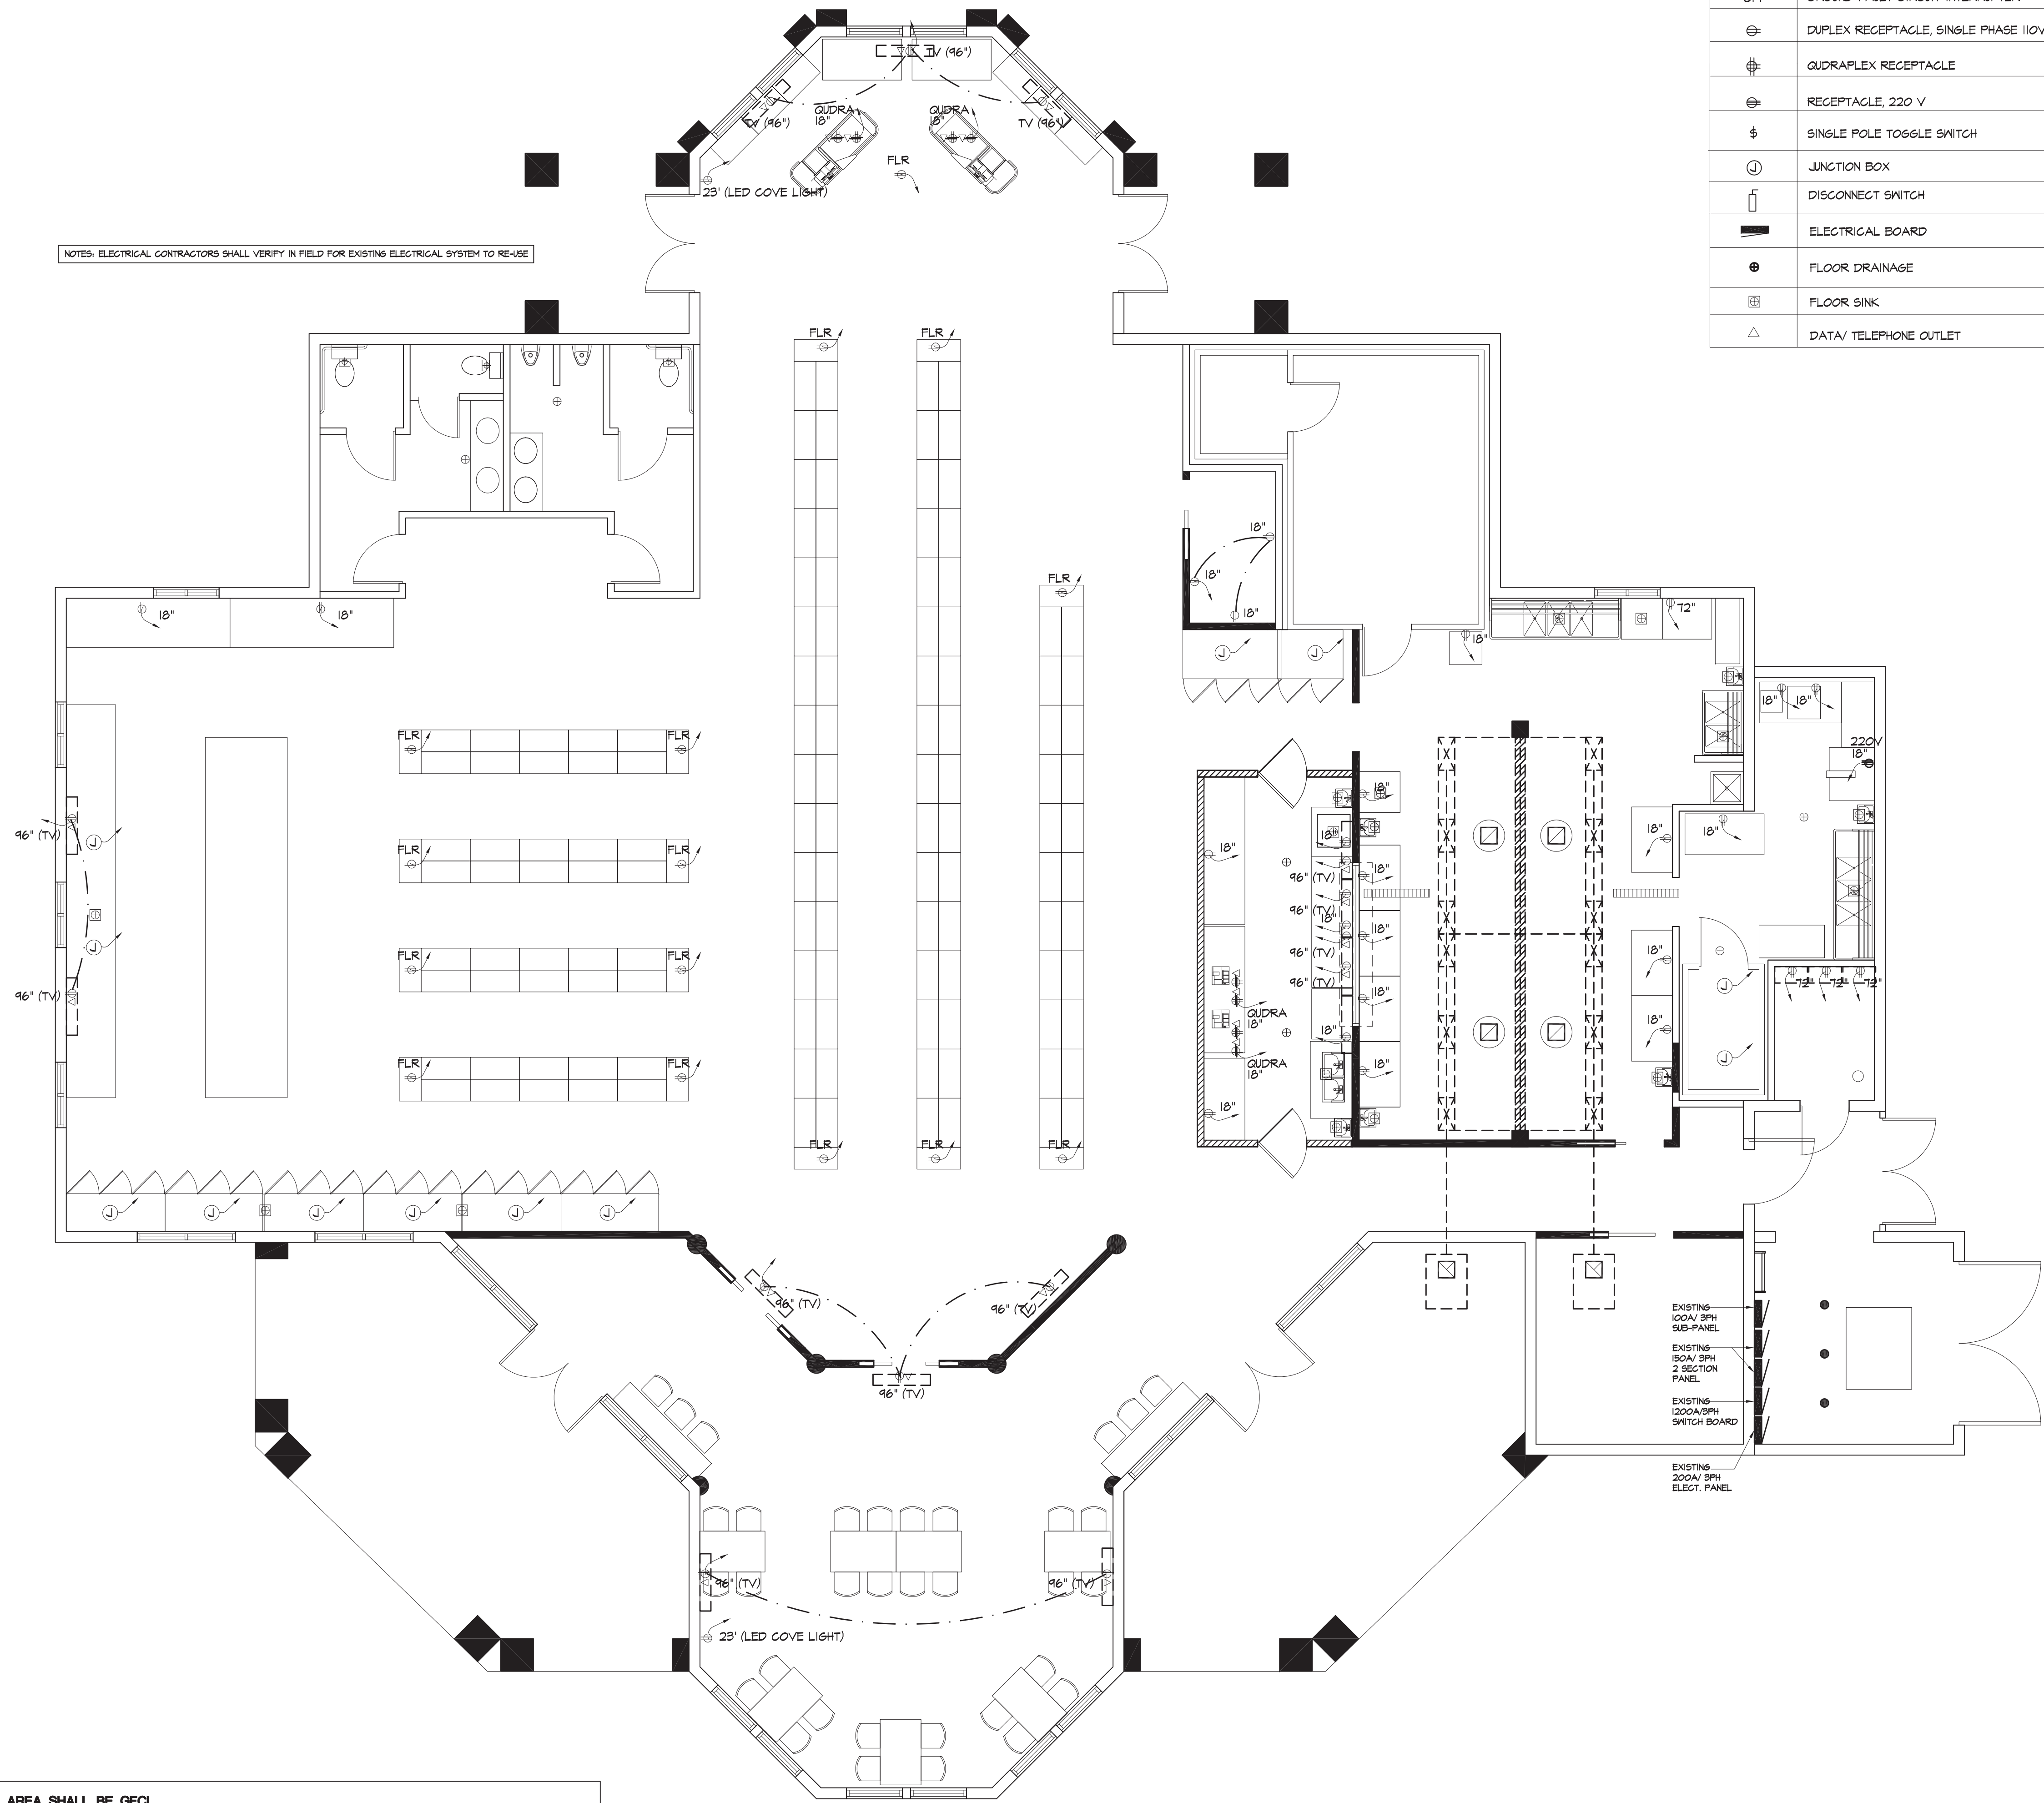 DUPLEX RECEPTACLE, SINGLE PHASE 110V
QUDRAPLEX RECEPTACLE
RECEPTACLE, 220 V
$ SINGLE POLE TOGGLE SWITCH
J JUNCTION BOX
DISCONNECT SWITCH
ELECTRICAL BOARD
FLOOR DRAINAGE
FLOOR SINK
DATA/ TELEPHONE OUTLET
TV (96")
TV (96")
TV (96")
QUDRA
18"
QUDRA
18"
FLR
23' (LED COVE LIGHT)
NOTES: ELECTRICAL CONTRACTORS SHALL VERIFY IN FIELD FOR EXISTING ELECTRICAL SYSTEM TO RE-USE
FLR
FLR
18"
18"
18"
FLR
18"
18"
72"
18"
J
J
18"
18"
220V
18"
FLR
FLR
18"
96" (TV)
J
18"
18"
18"
FLR
FLR
18"
18"
96" (TV)
96" (TV)
18"
18"
J
96" (TV)
96" (TV)
18"
FLR
FLR
72"
72"
72"
J
96" (TV)
18"
QUDRA
18"
18"
18"
J
QUDRA
18"
FLR
FLR
18"
18"
FLR
FLR
FLR
J
J
J
J
J
J
96" (TV)
96" (TV)
96" (TV)
EXISTING
100A/ 3PH
SUB-PANEL
EXISTING
150A/ 3PH
2 SECTION
PANEL
EXISTING
1200A/3PH
SWITCH BOARD
EXISTING
200A/ 3PH
ELECT. PANEL
96" (TV)
96" (TV)
23' (LED COVE LIGHT)
AREA SHALL BE GFCI